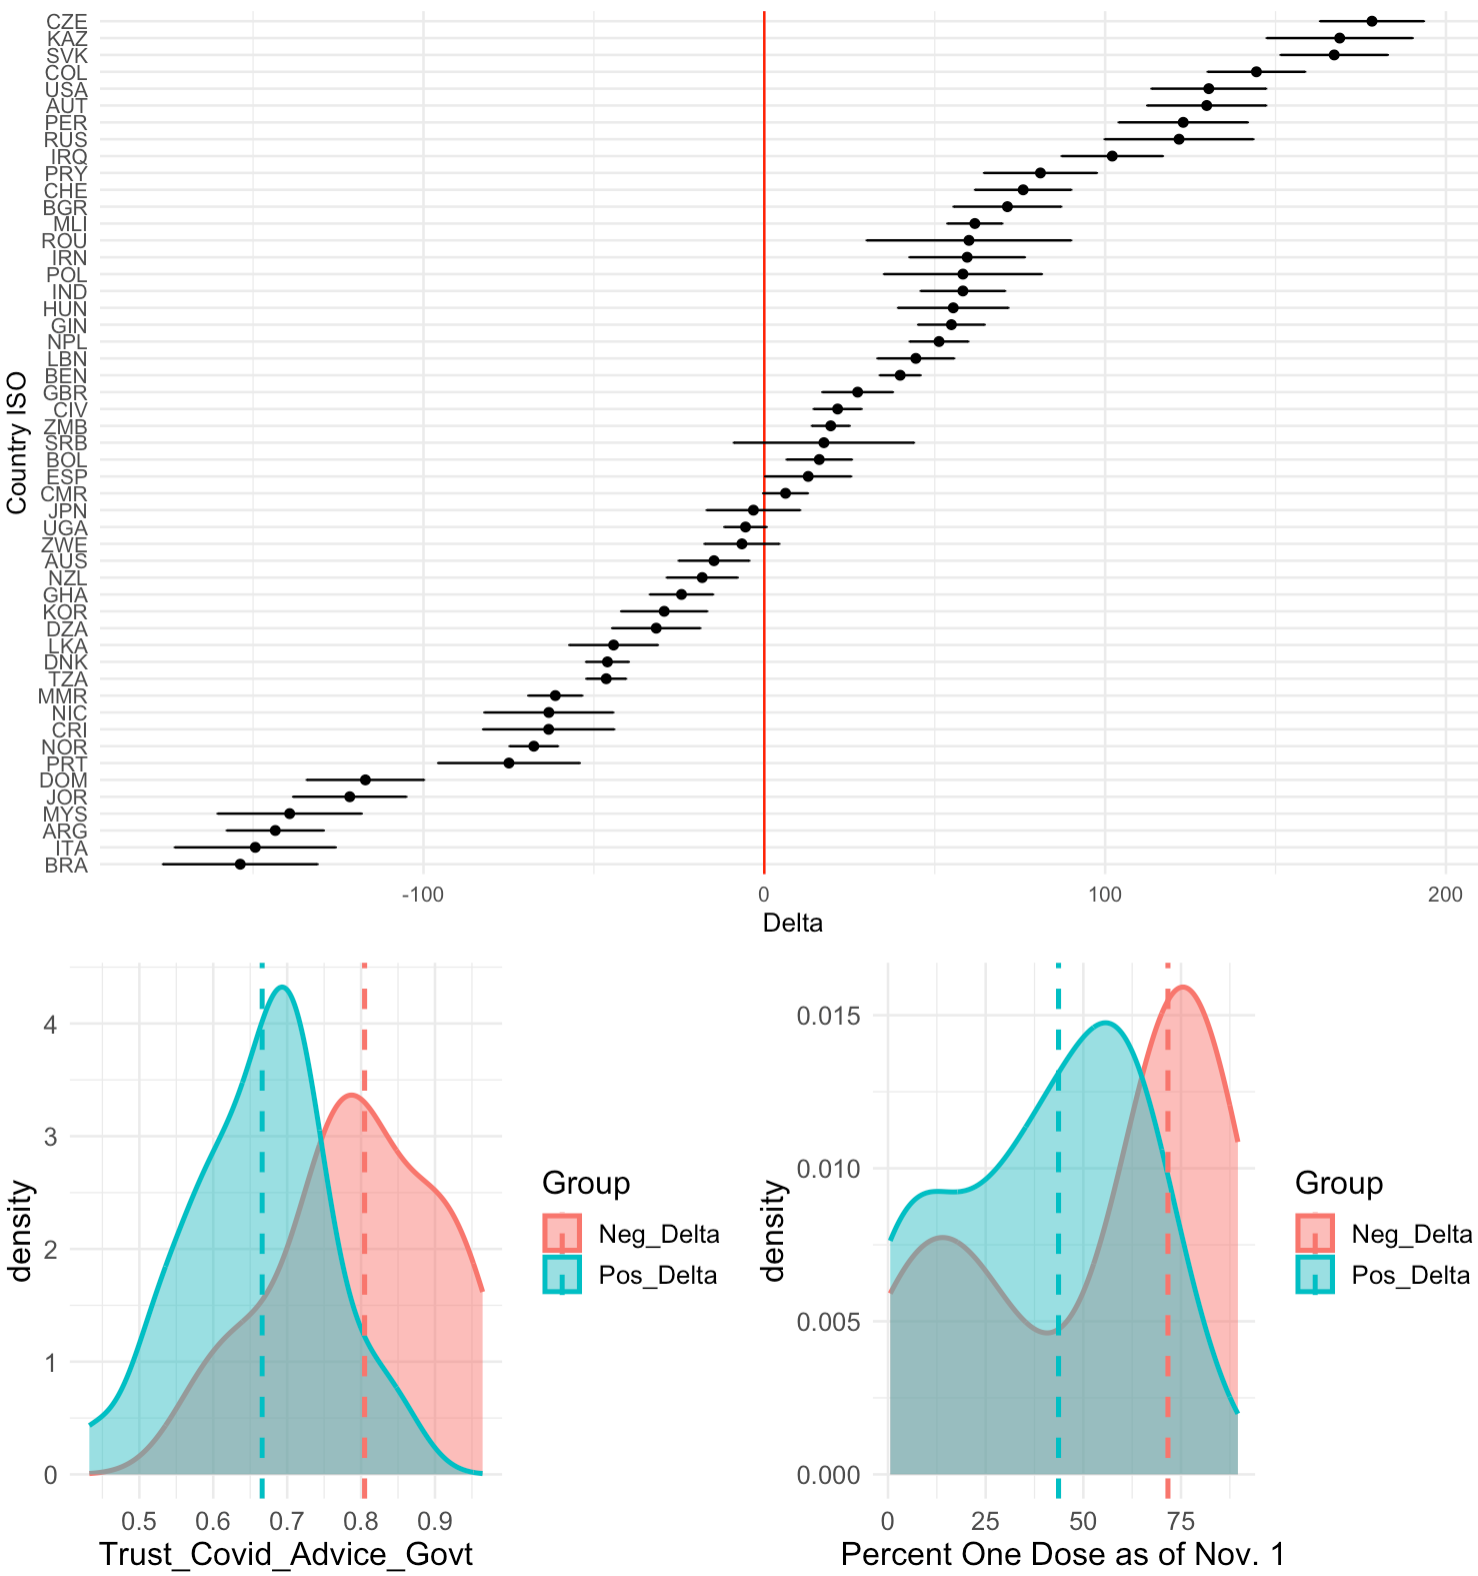 CZE
KAZ
SVK
COL
USA
AUT
PER
RUS
IRQ
PRY
CHE
BGR
MLI
ROU
IRN
POL
IND
HUN
GIN
NPL
LBN
BEN
GBR
CIV
ZMB
SRB
BOL
ESP
CMR
JPN
UGA
ZWE
AUS
NZL
GHA
KOR
DZA
LKA
DNK
TZA
MMR
NIC
CRI
NOR
PRT
DOM
JOR
MYS
ARG
ITA
BRA
Country ISO
-100 0 100 200
Delta
4
3
2
1
0
density
0.5 0.6 0.7 0.8 0.9
Trust_Covid_Advice_Govt
Group
Neg_Delta
Pos_Delta
0.015
0.010
0.005
0.000
density
0 25 50 75
Percent One Dose as of Nov. 1
Group
Neg_Delta
Pos_Delta